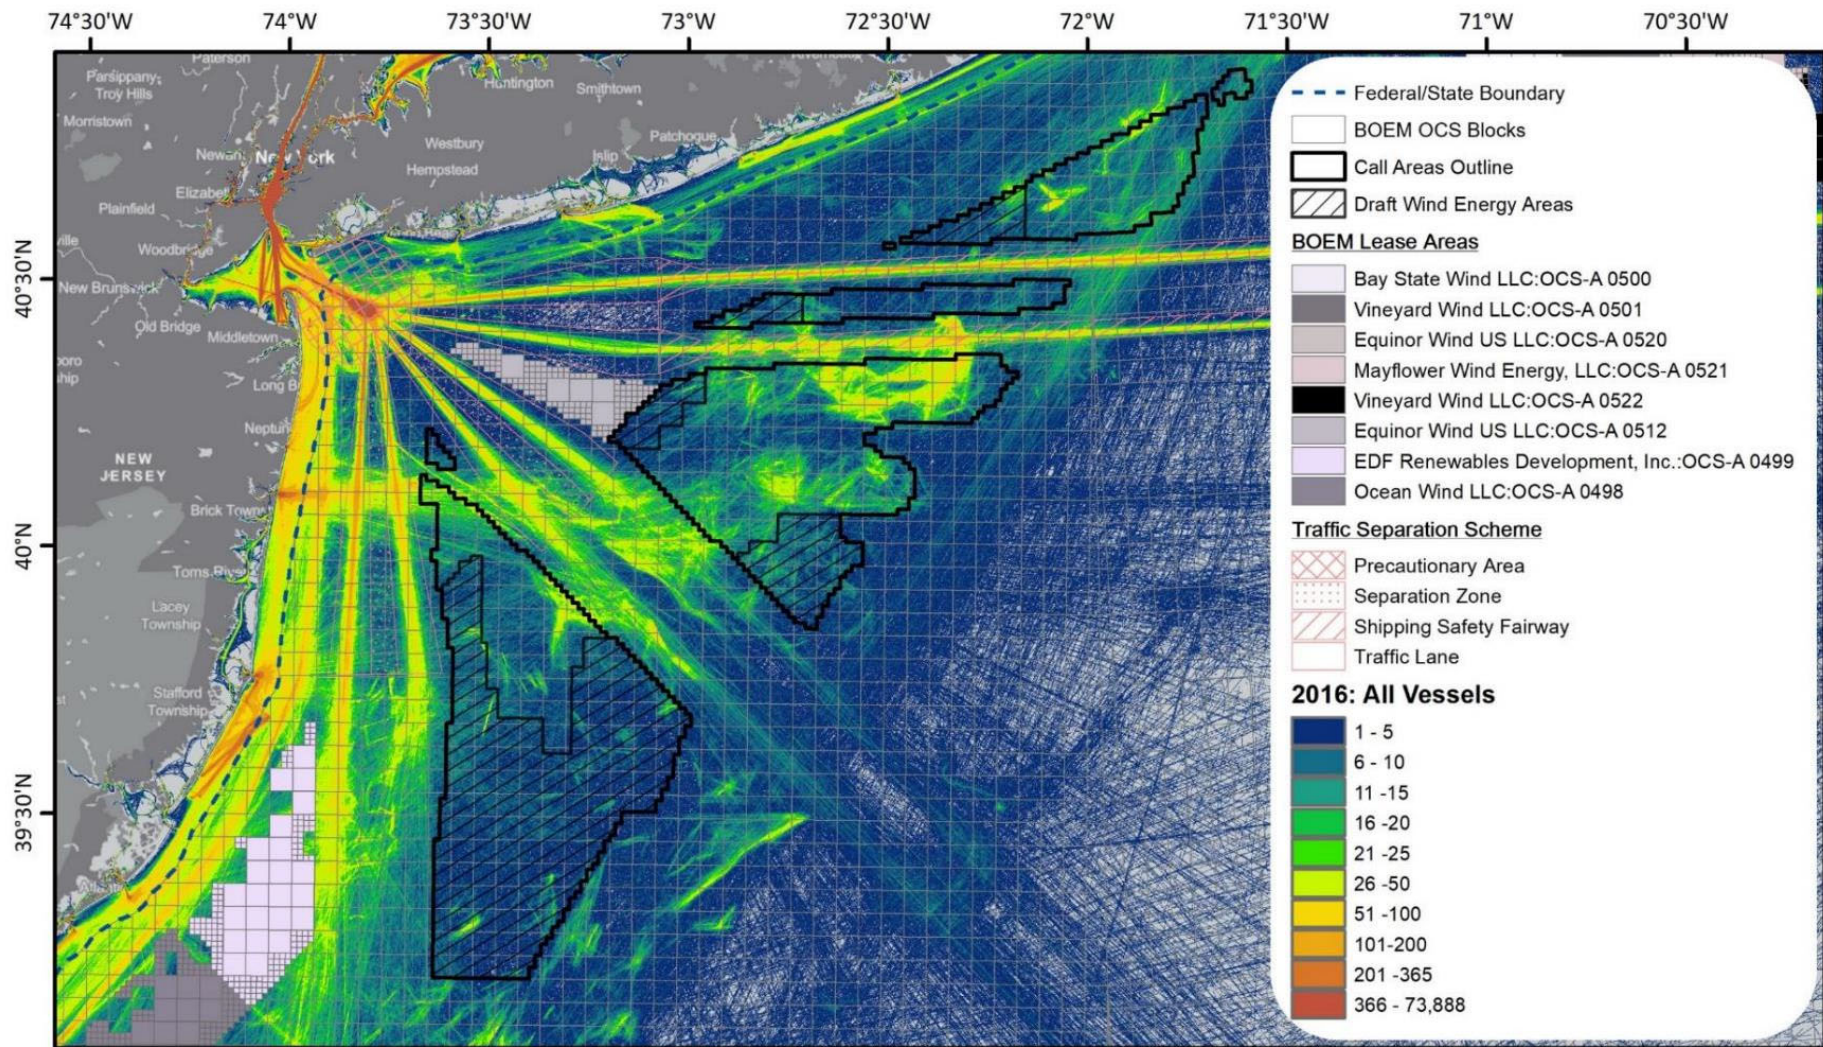 74°30'W 74°W 73°30'W 73°W 72°30'W 72°W 71°30'W 71°W 70°30'W
40°30'N
40°N
39°30'N
Paterson
Parsippany-
Troy Hills
Huntington
Smithtown
Morristown
Westbury
Patchogue
New York
Islip
Hempstead
Plainfield
Woodbridge
New Brunswick
Old Bridge
Middletown
NEW
JERSEY
Toms River
Lacey
Township
Stafford
Township
Federal/State Boundary
BOEM OCS Blocks
Call Areas Outline
Draft Wind Energy Areas
BOEM Lease Areas
Bay State Wind LLC:OCS-A 0500
Vineyard Wind LLC:OCS-A 0501
Equinor Wind US LLC:OCS-A 0520
Mayflower Wind Energy, LLC:OCS-A 0521
Vineyard Wind LLC:OCS-A 0522
Equinor Wind US LLC:OCS-A 0512
EDF Renewables Development, Inc.:OCS-A 0499
Ocean Wind LLC:OCS-A 0498
Traffic Separation Scheme
Precautionary Area
Separation Zone
Shipping Safety Fairway
Traffic Lane
2016: All Vessels
1 - 5
6 - 10
11 -15
16 -20
21 -25
26 -50
51 -100
101-200
201 -365
366 - 73,888